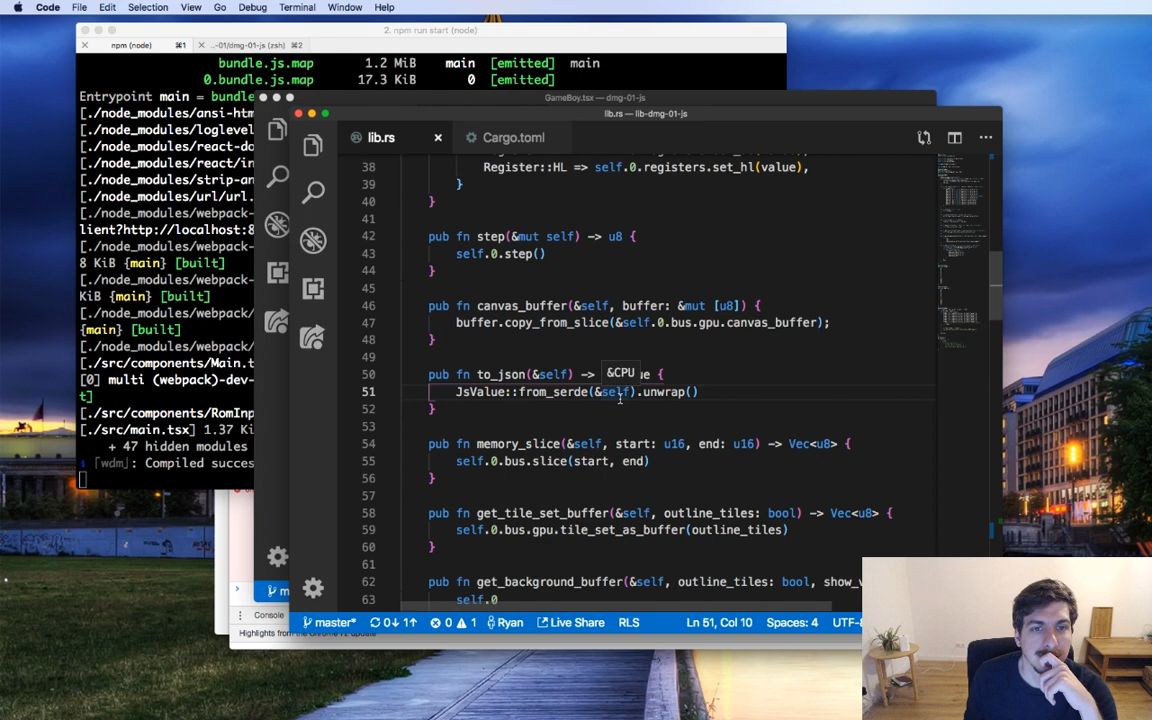 Code File Edit Selection View Go Debug Terminal Window Help
2. npm run start (node)
npm (node) ⌘1 ..-01/dmg-01-js (zsh) ⌘2
bundle.js.map 1.2 MiB main [emitted] main
0.bundle.js.map 17.3 KiB 0 [emitted]
Entrypoint main = bundle
[./node_modules/ansi-htm
[./node_modules/loglevel
[./node_modules/react-do
[./node_modules/react/in
[./node_modules/strip-an
[./node_modules/url/url.
[./node_modules/webpack-
lient?http://localhost:8
8 KiB {main} [built]
[./node_modules/webpack-
KiB {main} [built]
[./node_modules/webpack/
{main} [built]
[./node_modules/webpack/
[./src/components/Main.t
[0] multi (webpack)-dev-
t]
[./src/components/RomInp
[./src/main.tsx] 1.37 Ki
+ 47 hidden modules
ℹ ｢wdm｣: Compiled succes
GameBoy.tsx — dmg-01-js
lib.rs — lib-dmg-01-js
lib.rs Cargo.toml
38 Register::HL => self.0.registers.set_hl(value),
39 }
40 }
41
42 pub fn step(&mut self) -> u8 {
43 self.0.step()
44 }
45
46 pub fn canvas_buffer(&self, buffer: &mut [u8]) {
47 buffer.copy_from_slice(&self.0.bus.gpu.canvas_buffer);
48 }
49
50 pub fn to_json(&self) -> &CPU e {
51 JsValue::from_serde(&self).unwrap()
52 }
53
54 pub fn memory_slice(&self, start: u16, end: u16) -> Vec<u8> {
55 self.0.bus.slice(start, end)
56 }
57
58 pub fn get_tile_set_buffer(&self, outline_tiles: bool) -> Vec<u8> {
59 self.0.bus.gpu.tile_set_as_buffer(outline_tiles)
60 }
61
62 pub fn get_background_buffer(&self, outline_tiles: bool, show_v
63 self.0
master* 0↓ 1↑ 0 1 Ryan Live Share RLS Ln 51, Col 10 Spaces: 4 UTF-8
Console